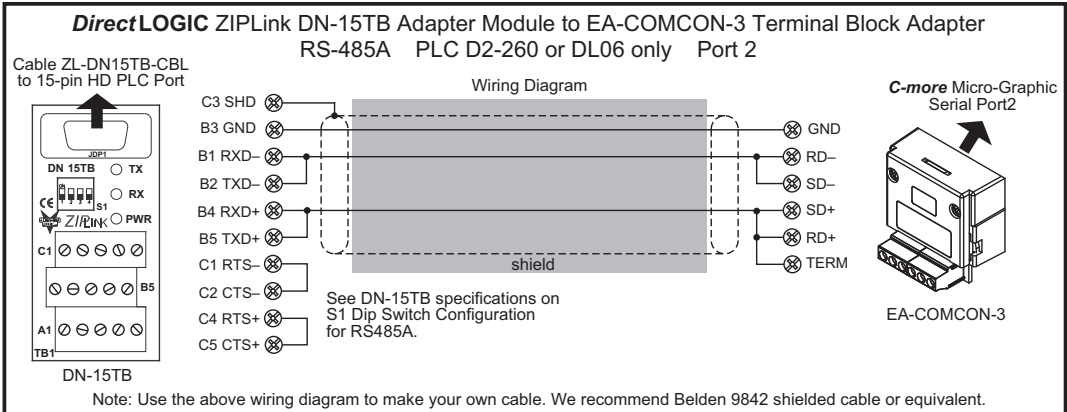 DirectLOGIC ZIPLink DN-15TB Adapter Module to EA-COMCON-3 Terminal Block Adapter
RS-485A PLC D2-260 or DL06 only Port 2
Cable ZL-DN15TB-CBL
to 15-pin HD PLC Port
JDP1
DN 15TB
TX
ON
1 2 3 4
S1
RX
CE
ZIPLINK
PWR
C1
B5
A1
TB1
DN-15TB
Wiring Diagram
C3 SHD
B3 GND
B1 RXD–
B2 TXD–
B4 RXD+
B5 TXD+
C1 RTS–
C2 CTS–
C4 RTS+
C5 CTS+
shield
See DN-15TB specifications on
S1 Dip Switch Configuration
for RS485A.
GND
RD–
SD–
SD+
RD+
TERM
C-more Micro-Graphic
Serial Port2
EA-COMCON-3
Note: Use the above wiring diagram to make your own cable. We recommend Belden 9842 shielded cable or equivalent.